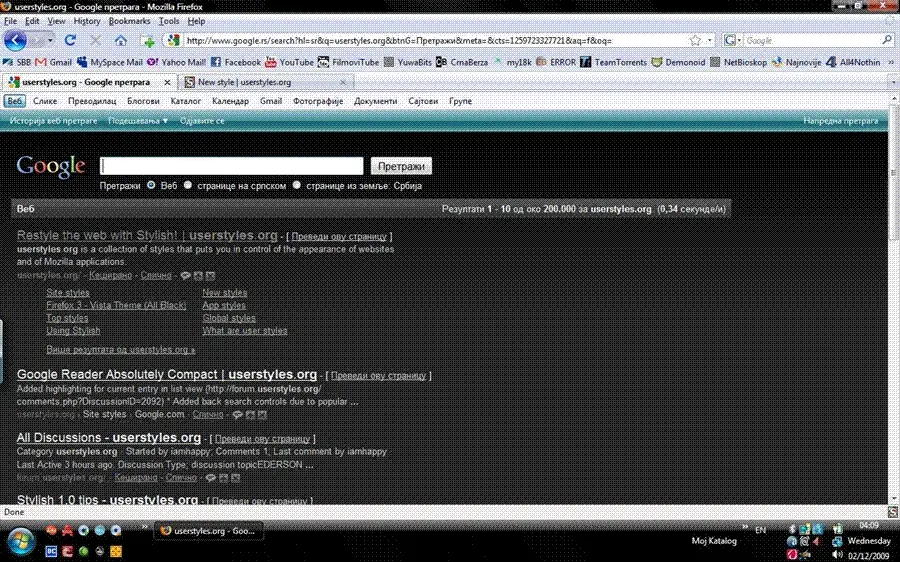 userstyles.org - Google претрага - Mozilla Firefox
File Edit View History Bookmarks Tools Help
http://www.google.rs/search?hl=sr&q=userstyles.org&btnG=Претражи&meta=&cts=1259723327721&aq=f&oq= Google
SBB Gmail MySpace Mail Yahoo! Mail! Facebook YouTube FilmoviTube YuwaBits CrnaBerza my18k ERROR TeamTorrents Demonoid NetBioskop Najnovije 4All4Nothin
userstyles.org - Google претрага New style | userstyles.org
Веб Слике Преводилац Блогови Каталог Календар Gmail Фотографије Документи Сајтови Групе
Историја веб претраге Подешавања ▼ Одјавите се Напредна претрага
Google Претражи
Претражи Веб странице на српском странице из земље: Србија
Веб Резултати 1 - 10 од око 200.000 за userstyles.org. (0,34 секунде/и)
Restyle the web with Stylish! | userstyles.org - [ Преведи ову страницу ]
userstyles.org is a collection of styles that puts you in control of the appearance of websites
and of Mozilla applications.
userstyles.org/ - Кеширано - Слично -
Site styles New styles
Firefox 3 - Vista Theme (All Black) App styles
Top styles Global styles
Using Stylish What are user styles
Више резултата од userstyles.org »
Google Reader Absolutely Compact | userstyles.org - [ Преведи ову страницу ]
Added highlighting for current entry in list view (http://forum.userstyles.org/
comments.php?DiscussionID=2092) * Added back search controls due to popular ...
userstyles.org › Site styles › Google.com - Слично -
All Discussions - userstyles.org - [ Преведи ову страницу ]
Category userstyles.org · Started by iamhappy; Comments 1, Last comment by iamhappy
Last Active 3 hours ago. Discussion Type; discussion topicEDERSON ...
forum.userstyles.org/ - Кеширано - Слично -
Stylish 1.0 tips - userstyles.org - [ Преведи ову страницу ]
Done
userstyles.org - Goo... Moj Katalog EN 04:09
Wednesday
02/12/2009